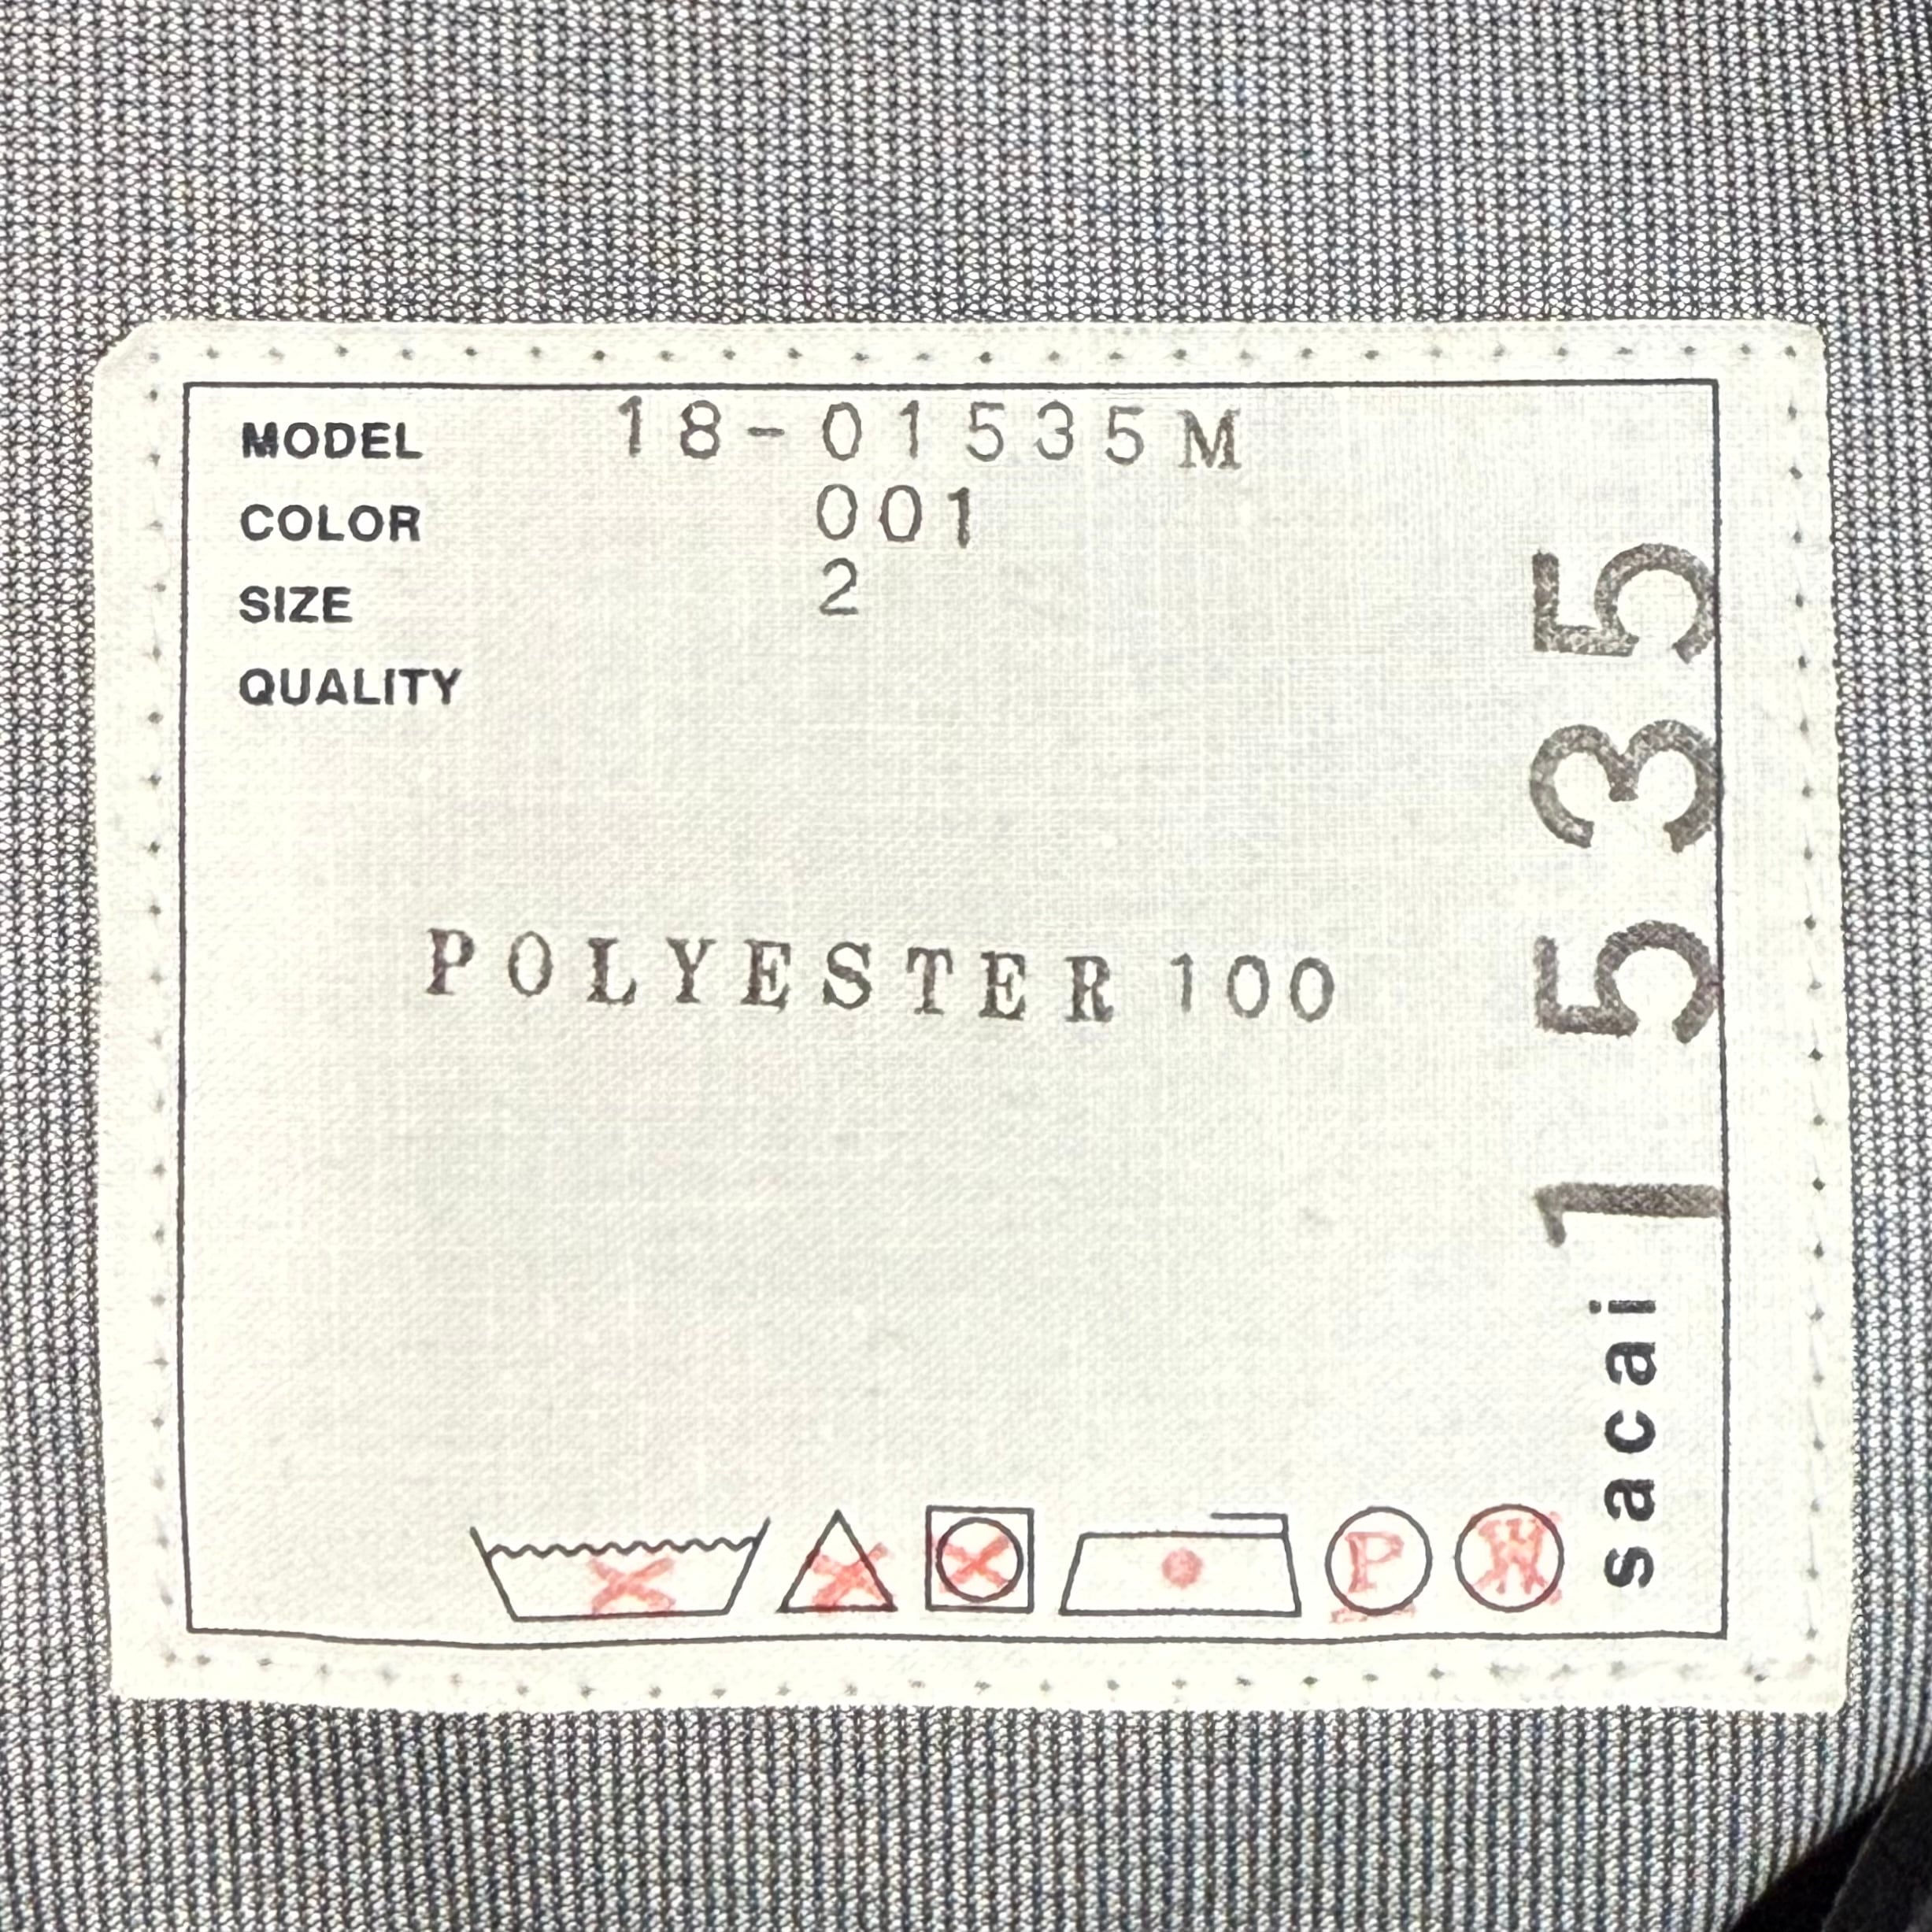 MODEL 18-01535M
COLOR 001
SIZE 2
QUALITY
POLYESTER 100
P W
sacai 1535